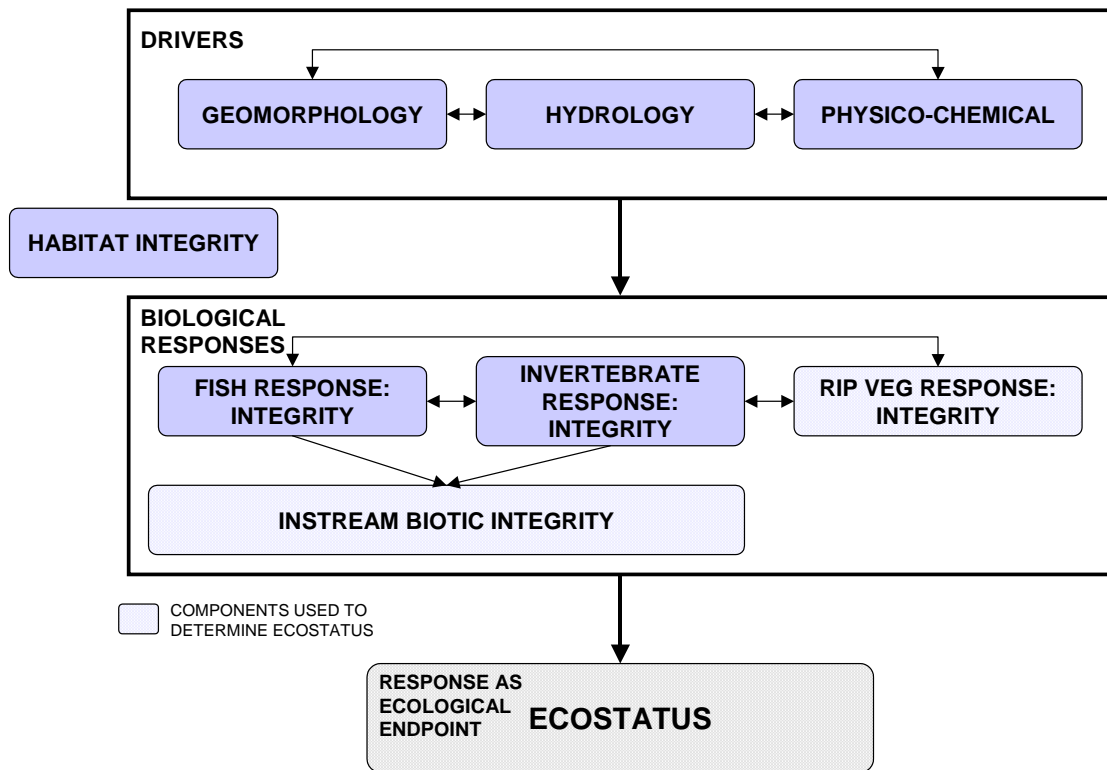 DRIVERS
GEOMORPHOLOGY
HYDROLOGY
PHYSICO-CHEMICAL
HABITAT INTEGRITY
BIOLOGICAL
RESPONSES
FISH RESPONSE:
INTEGRITY
INVERTEBRATE
RESPONSE:
INTEGRITY
RIP VEG RESPONSE:
INTEGRITY
INSTREAM BIOTIC INTEGRITY
COMPONENTS USED TO
DETERMINE ECOSTATUS
RESPONSE AS
ECOLOGICAL
ENDPOINT
ECOSTATUS